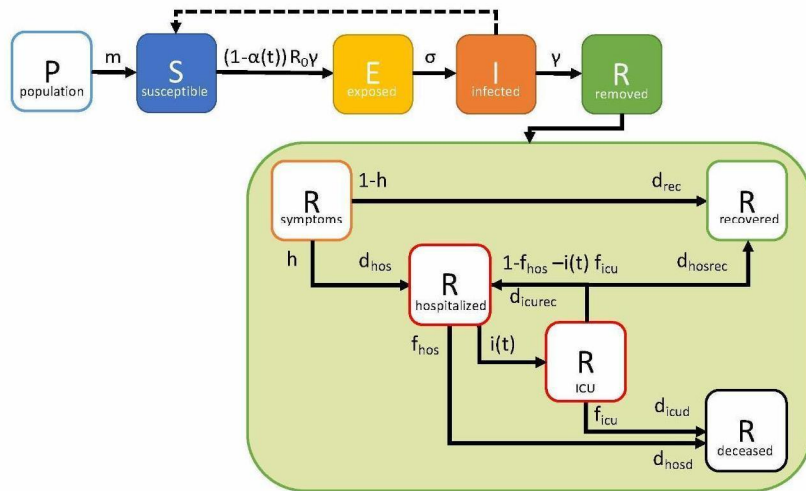 P
population
m
S
susceptible
(1-α(t)) R₀γ
E
exposed
σ
I
infected
γ
R
removed
R
symptoms
1-h
d_rec
R
recovered
h
d_hos
R
hospitalized
1-f_hos –i(t) f_icu
d_hosrec
d_icurec
f_hos
i(t)
R
ICU
f_icu
d_icud
R
deceased
d_hosd